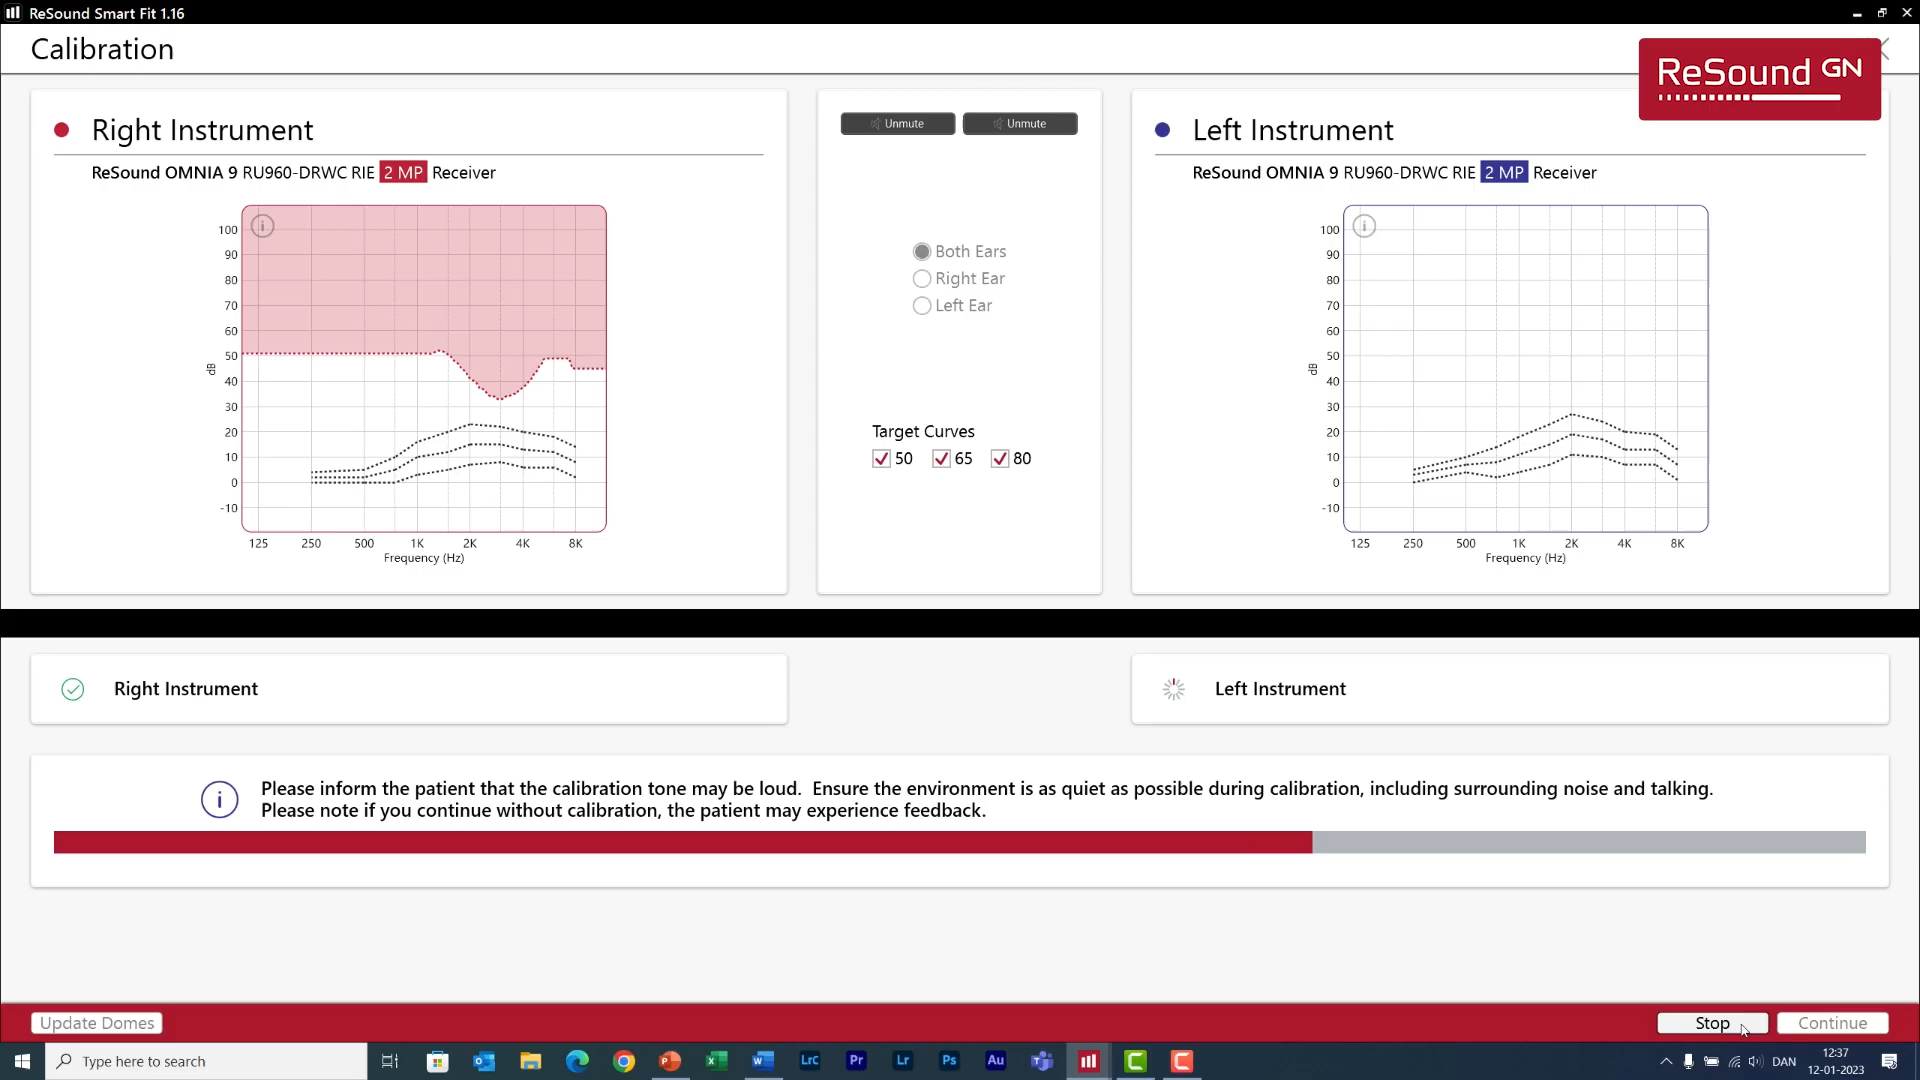 ReSound Smart Fit 1.16
Calibration
ReSound GN
Right Instrument
ReSound OMNIA 9 RU960-DRWC RIE 2 MP Receiver
100
90
80
70
60
50
40
30
20
10
0
-10
dB
125 250 500 1K 2K 4K 8K
Frequency (Hz)
Unmute Unmute
Both Ears
Right Ear
Left Ear
Target Curves
50 65 80
Left Instrument
ReSound OMNIA 9 RU960-DRWC RIE 2 MP Receiver
100
90
80
70
60
50
40
30
20
10
0
-10
dB
125 250 500 1K 2K 4K 8K
Frequency (Hz)
Right Instrument
Left Instrument
Please inform the patient that the calibration tone may be loud. Ensure the environment is as quiet as possible during calibration, including surrounding noise and talking.
Please note if you continue without calibration, the patient may experience feedback.
Update Domes
Stop
Continue
Type here to search
LrC Pr Lr Ps Au
DAN
12:37
12-01-2023